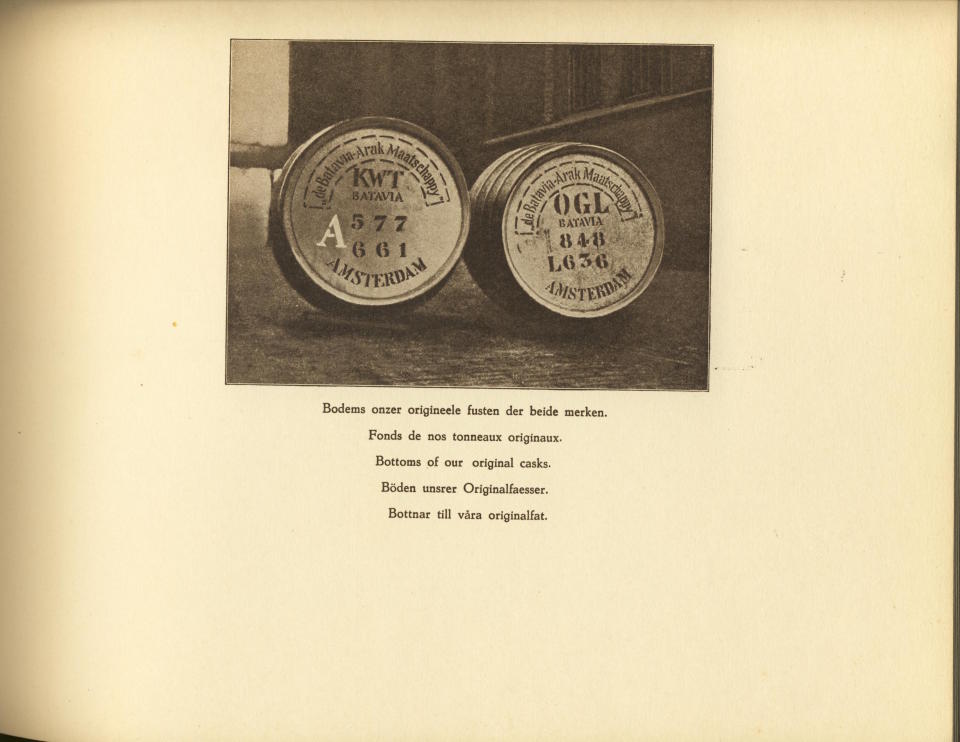 „de Batavia-Arak Maatschappy"
KWT
BATAVIA
A 577
661
AMSTERDAM
„de Batavia-Arak Maatschappy"
OGL
BATAVIA
848
L636
AMSTERDAM
Bodems onzer origineele fusten der beide merken.
Fonds de nos tonneaux originaux.
Bottoms of our original casks.
Böden unsrer Originalfaesser.
Bottnar till våra originalfat.